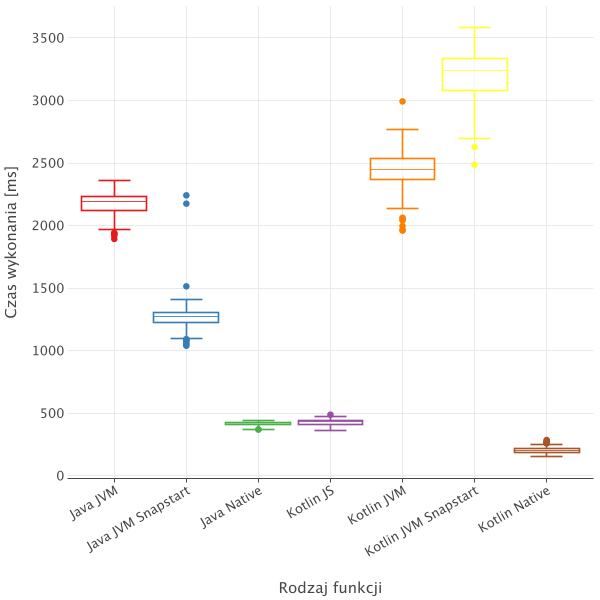 Czas wykonania [ms]
3500
3000
2500
2000
1500
1000
500
0
Java JVM
Java JVM Snapstart
Java Native
Kotlin JS
Kotlin JVM
Kotlin JVM Snapstart
Kotlin Native
Rodzaj funkcji